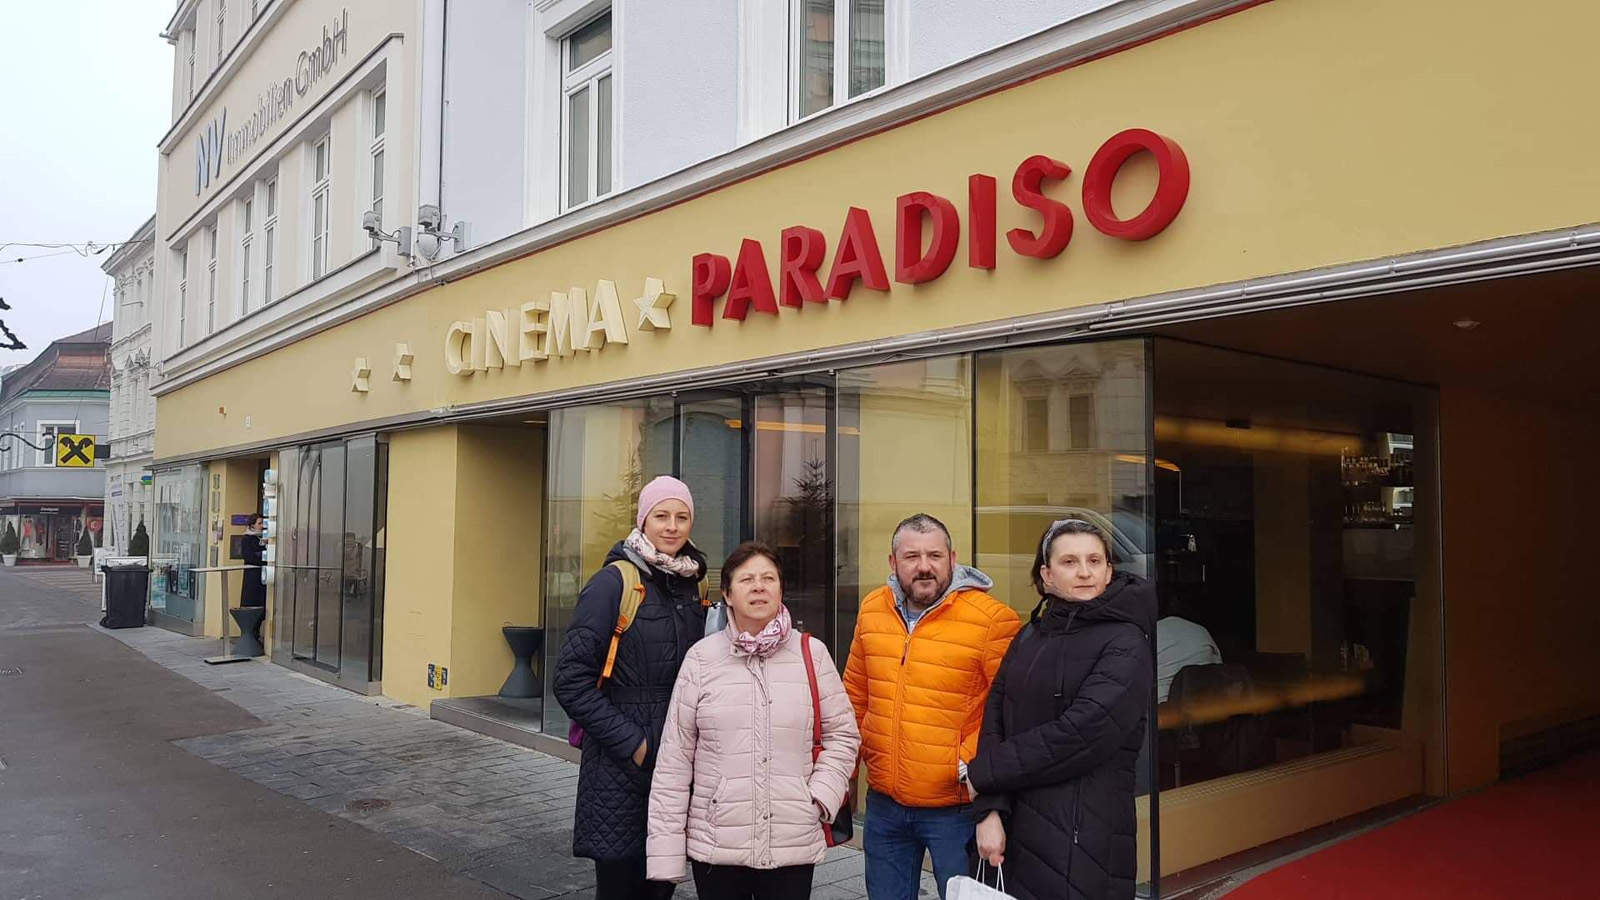 NV Immobilien GmbH
CINEMA PARADISO